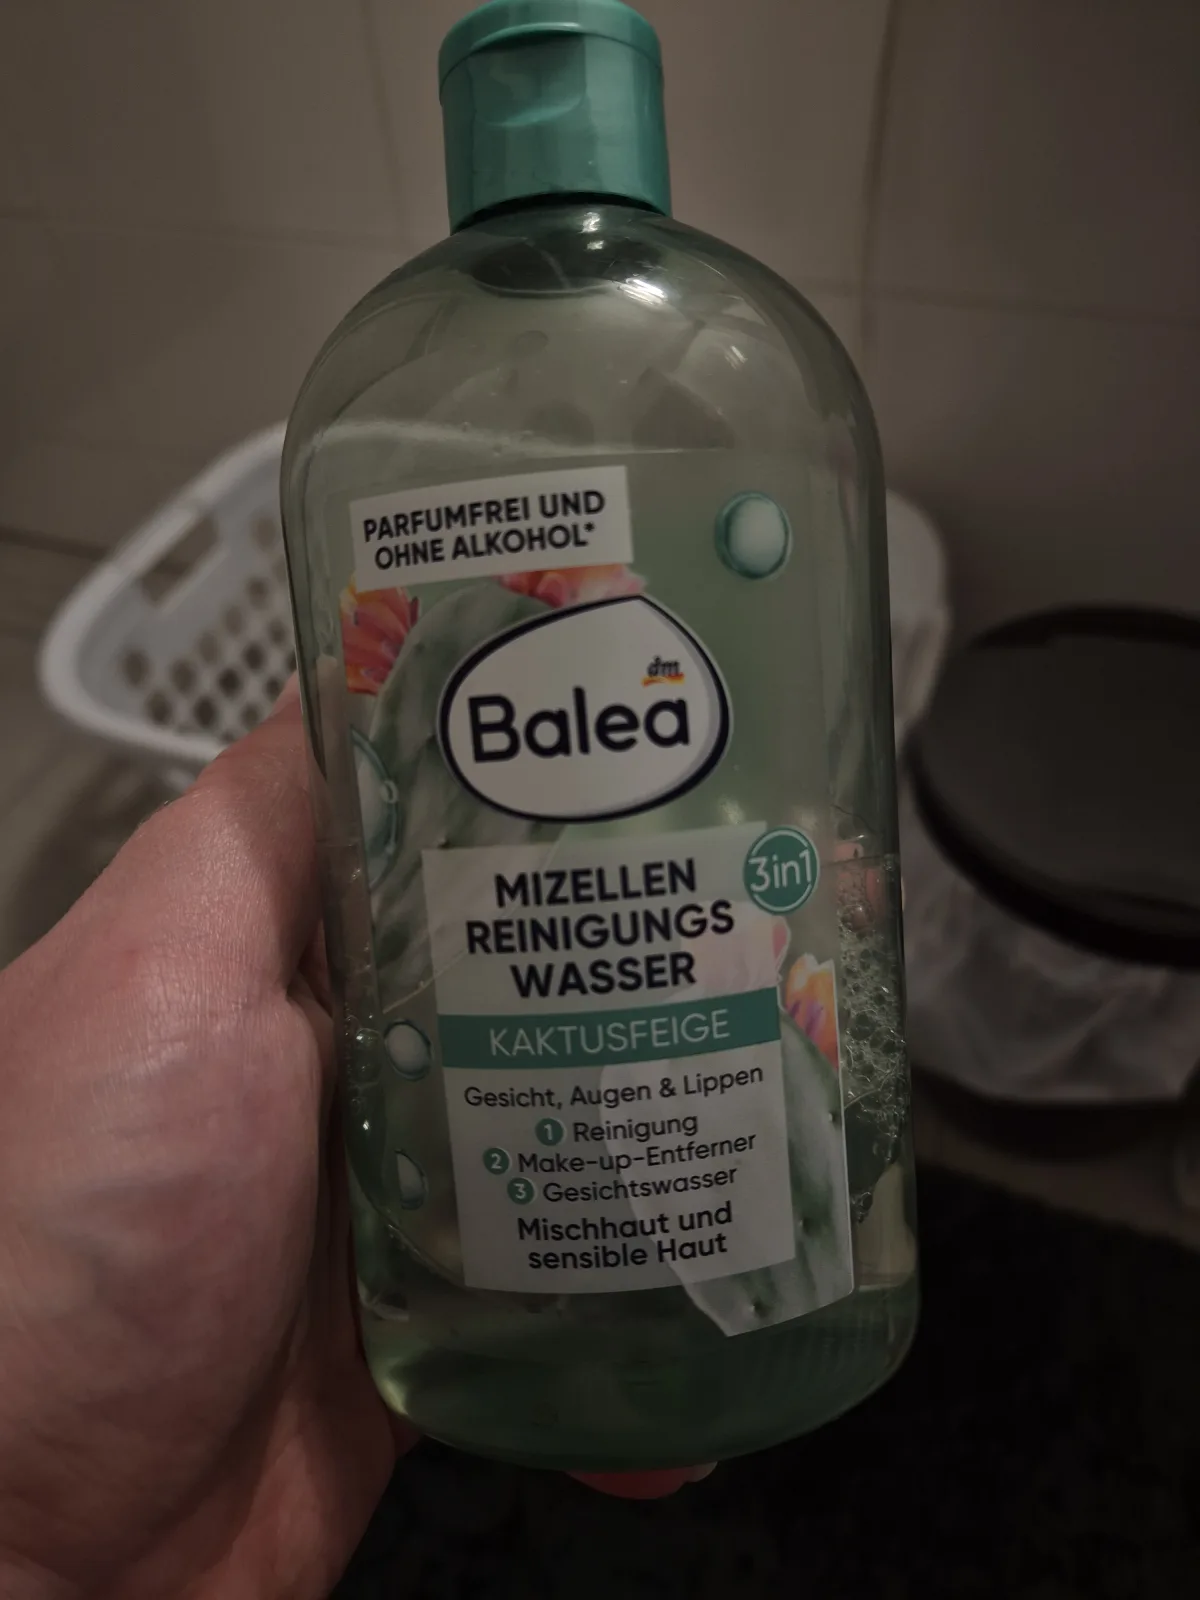 PARFUMFREI UND
OHNE ALKOHOL*
dm
Balea
MIZELLEN
REINIGUNGS
WASSER
3in1
KAKTUSFEIGE
Gesicht, Augen & Lippen
1 Reinigung
2 Make-up-Entferner
3 Gesichtswasser
Mischhaut und
sensible Haut